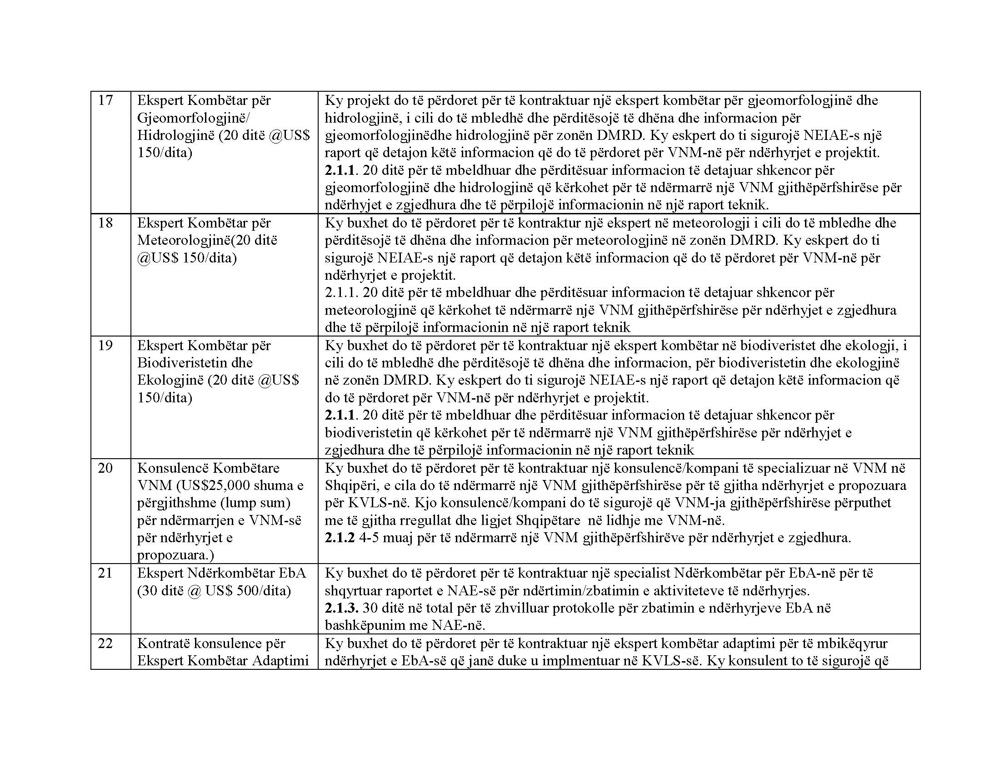 17
Ekspert Kombëtar për
Gjeomorfologjinë/
Hidrologjinë (20 ditë @US$
150/dita)
Ky projekt do të përdoret për të kontraktuar një ekspert kombëtar për gjeomorfologjinë dhe
hidrologjinë, i cili do të mbledhë dhe përditësojë të dhëna dhe informacion për
gjeomorfologjinëdhe hidrologjinë për zonën DMRD. Ky eskpert do ti sigurojë NEIAE-s një
raport që detajon këtë informacion që do të përdoret për VNM-në për ndërhyrjet e projektit.
2.1.1. 20 ditë për të mbeldhuar dhe përditësuar informacion të detajuar shkencor për
gjeomorfologjinë dhe hidrologjinë që kërkohet për të ndërmarrë një VNM gjithëpërfshirëse për
ndërhyjet e zgjedhura dhe të përpilojë informacionin në një raport teknik.
18
Ekspert Kombëtar për
Meteorologjinë(20 ditë
@US$ 150/dita)
Ky buxhet do të përdoret për të kontraktur një ekspert në meteorologji i cili do të mbledhe dhe
përditësojë të dhëna dhe informacion për meteorologjinë në zonën DMRD. Ky eskpert do ti
sigurojë NEIAE-s një raport që detajon këtë informacion që do të përdoret për VNM-në për
ndërhyrjet e projektit.
2.1.1. 20 ditë për të mbeldhuar dhe përditësuar informacion të detajuar shkencor për
meteorologjinë që kërkohet të ndërmarrë një VNM gjithëpërfshirëse për ndërhyjet e zgjedhura
dhe të përpilojë informacionin në një raport teknik
19
Ekspert Kombëtar për
Biodiveristetin dhe
Ekologjinë (20 ditë @US$
150/dita)
Ky buxhet do të përdoret për të kontraktuar një ekspert kombëtar në biodiveristet dhe ekologji, i
cili do të mbledhë dhe përditësojë të dhëna dhe informacion, për biodiveristetin dhe ekologjinë
në zonën DMRD. Ky eskpert do ti sigurojë NEIAE-s një raport që detajon këtë informacion që
do të përdoret për VNM-në për ndërhyrjet e projektit.
2.1.1. 20 ditë për të mbeldhuar dhe përditësuar informacion të detajuar shkencor për
biodiveristetin që kërkohet për të ndërmarrë një VNM gjithëpërfshirëse për ndërhyjet e
zgjedhura dhe të përpilojë informacionin në një raport teknik
20
Konsulencë Kombëtare
VNM (US$25,000 shuma e
përgjithshme (lump sum)
për ndërmarrjen e VNM-së
për ndërhyrjet e
propozuara.)
Ky buxhet do të përdoret për të kontraktuar një konsulencë/kompani të specializuar në VNM në
Shqipëri, e cila do të ndërmarrë një VNM gjithëpërfshirëse për të gjitha ndërhyrjet e propozuara
për KVLS-në. Kjo konsulencë/kompani do të sigurojë që VNM-ja gjithëpërfshirëse përputhet
me të gjitha rregullat dhe ligjet Shqipëtare  në lidhje me VNM-në.
2.1.2 4-5 muaj për të ndërmarrë një VNM gjithëpërfshirëve për ndërhyrjet e zgjedhura.
21
Ekspert Ndërkombëtar EbA
(30 ditë @ US$ 500/dita)
Ky buxhet do të përdoret për të kontraktuar një specialist Ndërkombëtar për EbA-në për të
shqyrtuar raportet e NAE-së për ndërtimin/zbatimin e aktiviteteve të ndërhyrjes.
2.1.3. 30 ditë në total për të zhvilluar protokolle për zbatimin e ndërhyrjeve EbA në
bashkëpunim me NAE-në.
22
Kontratë konsulence për
Ekspert Kombëtar Adaptimi
Ky buxhet do të përdoret për të kontraktuar një ekspert kombëtar adaptimi për të mbikëqyrur
ndërhyrjet e EbA-së që janë duke u implmentuar në KVLS-së. Ky konsulent to të sigurojë që